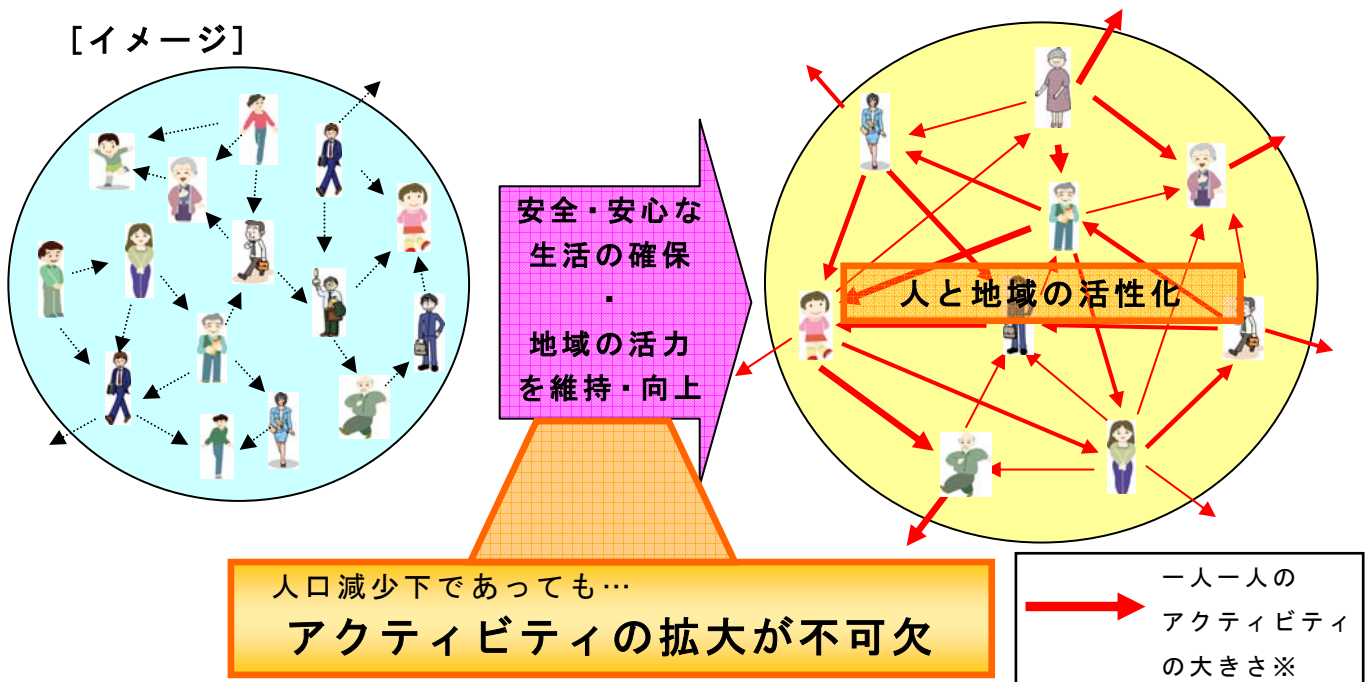 [イメージ]
安全・安心な
生活の確保
・
地域の活力
を維持・向上
人と地域の活性化
人口減少下であっても…
アクティビティの拡大が不可欠
一人一人の
アクティビティ
の大きさ※